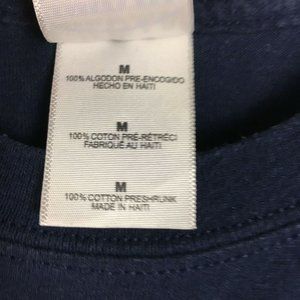 M
100% ALGODON PRE-ENCOGIDO
HECHO EN HAITI
M
100% COTON PRÉ-RÉTRÉCI
FABRIQUÉ AU HAITI
M
100% COTTON PRESHRUNK
MADE IN HAITI